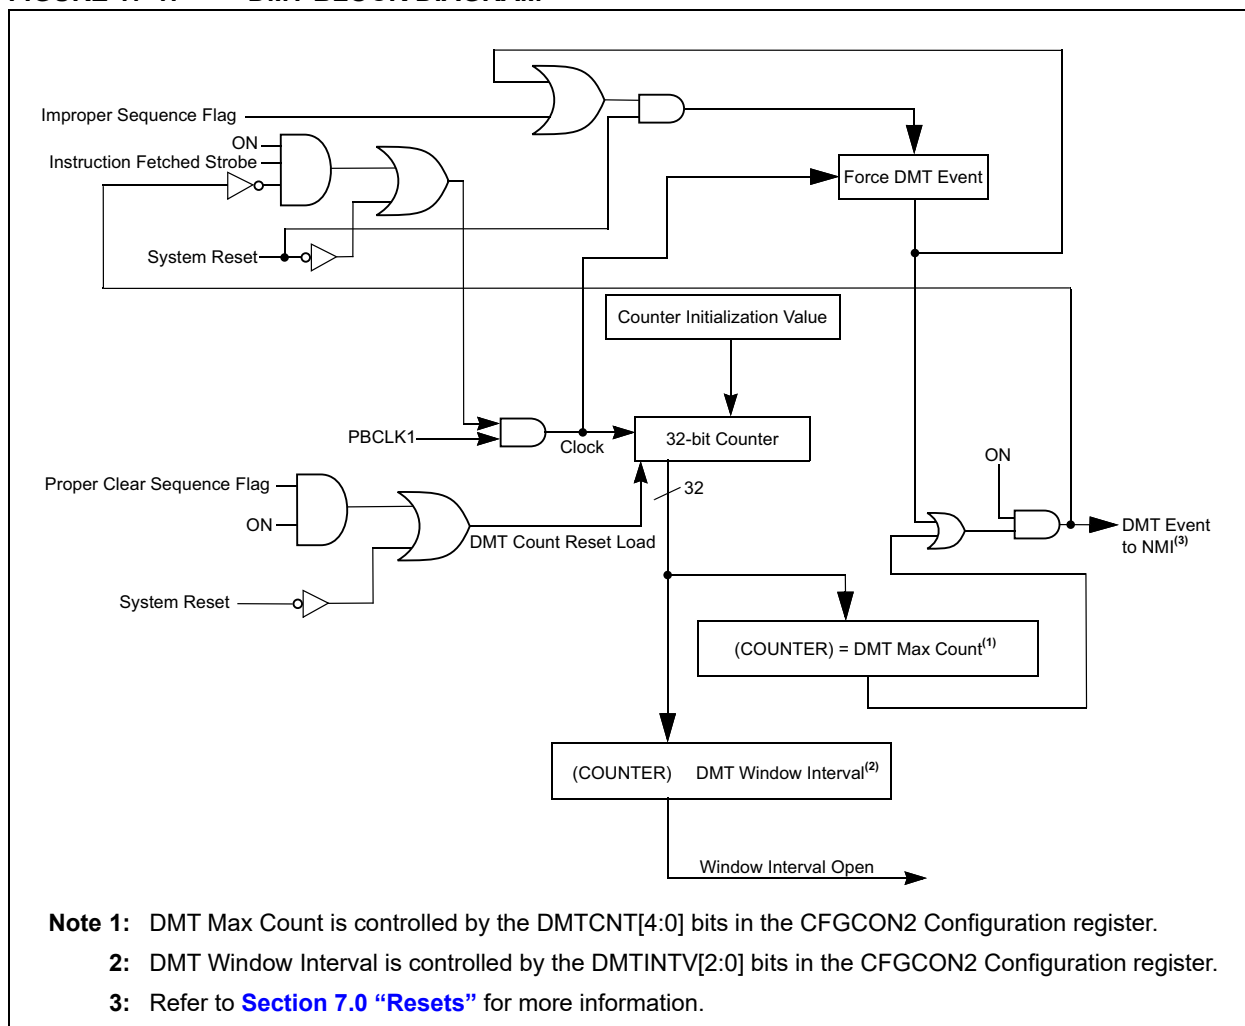 Improper Sequence Flag
ON
Instruction Fetched Strobe
Force DMT Event
System Reset
Counter Initialization Value
PBCLK1
Clock
32-bit Counter
ON
Proper Clear Sequence Flag
32
ON
DMT Count Reset Load
DMT Event
to NMI(3)
System Reset
(COUNTER) = DMT Max Count(1)
(COUNTER) DMT Window Interval(2)
Window Interval Open
Note 1: DMT Max Count is controlled by the DMTCNT[4:0] bits in the CFGCON2 Configuration register.
2: DMT Window Interval is controlled by the DMTINTV[2:0] bits in the CFGCON2 Configuration register.
3: Refer to Section 7.0 “Resets” for more information.